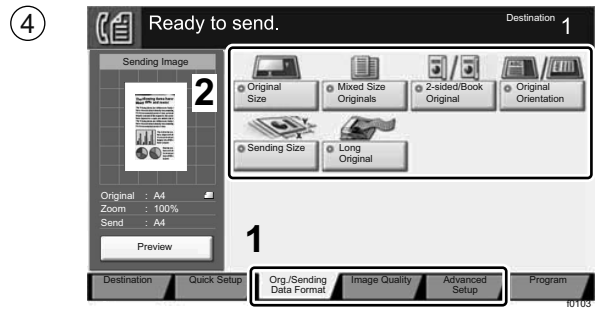 4
Ready to send.
Destination 1
Sending Image
2
Original : A4
Zoom : 100%
Send : A4
Preview
Original
Size
Mixed Size
Originals
2-sided/Book
Original
Original
Orientation
Sending Size
Long
Original
1
Destination
Quick Setup
Org./Sending
Data Format
Image Quality
Advanced
Setup
Program
f0103